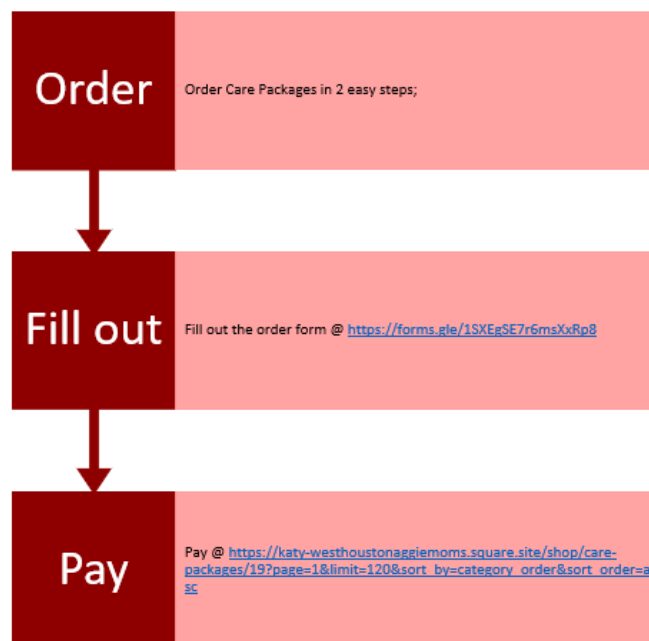 Order
Order Care Packages in 2 easy steps;
Fill out
Fill out the order form @ https://forms.gle/1SXEgSE7r6msXxRp8
Pay
Pay @ https://katy-westhoustonaggiemoms.square.site/shop/care-
packages/19?page=1&limit=120&sort_by=category_order&sort_order=a
sc